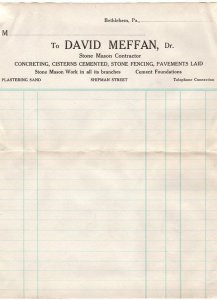 Bethlehem, Pa.,
M
To DAVID MEFFAN, Dr.
Stone Mason Contractor
CONCRETING, CISTERNS CEMENTED, STONE FENCING, PAVEMENTS LAID
Stone Mason Work in all its branches Cement Foundations
PLASTERING SAND SHIPMAN STREET Telephone Connection